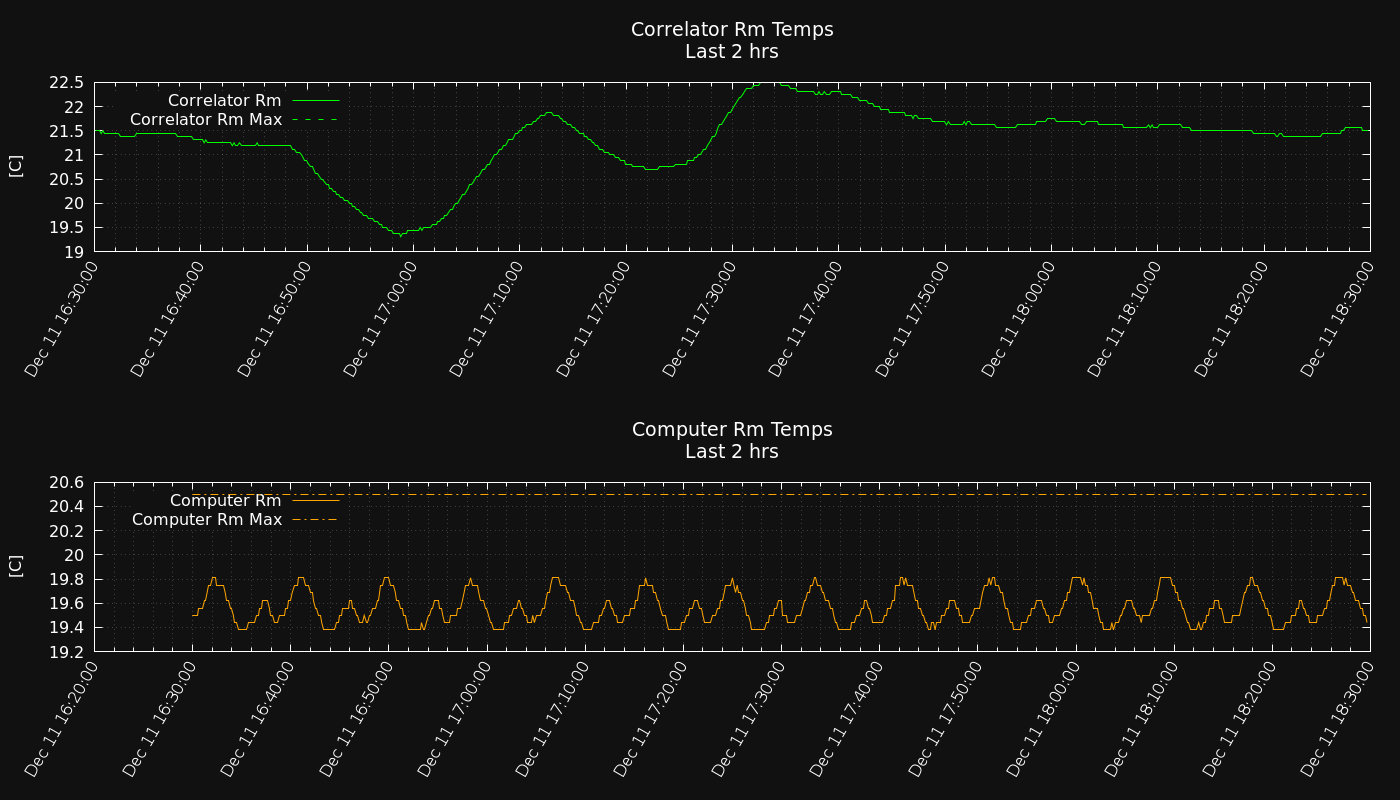 Correlator Rm Temps
Last 2 hrs
22.5
22
21.5
21
20.5
20
19.5
19
[C]
Correlator Rm
Correlator Rm Max
Dec 11 16:30:00
Dec 11 16:40:00
Dec 11 16:50:00
Dec 11 17:00:00
Dec 11 17:10:00
Dec 11 17:20:00
Dec 11 17:30:00
Dec 11 17:40:00
Dec 11 17:50:00
Dec 11 18:00:00
Dec 11 18:10:00
Dec 11 18:20:00
Dec 11 18:30:00
Computer Rm Temps
Last 2 hrs
20.6
20.4
20.2
20
19.8
19.6
19.4
19.2
[C]
Computer Rm
Computer Rm Max
Dec 11 16:20:00
Dec 11 16:30:00
Dec 11 16:40:00
Dec 11 16:50:00
Dec 11 17:00:00
Dec 11 17:10:00
Dec 11 17:20:00
Dec 11 17:30:00
Dec 11 17:40:00
Dec 11 17:50:00
Dec 11 18:00:00
Dec 11 18:10:00
Dec 11 18:20:00
Dec 11 18:30:00